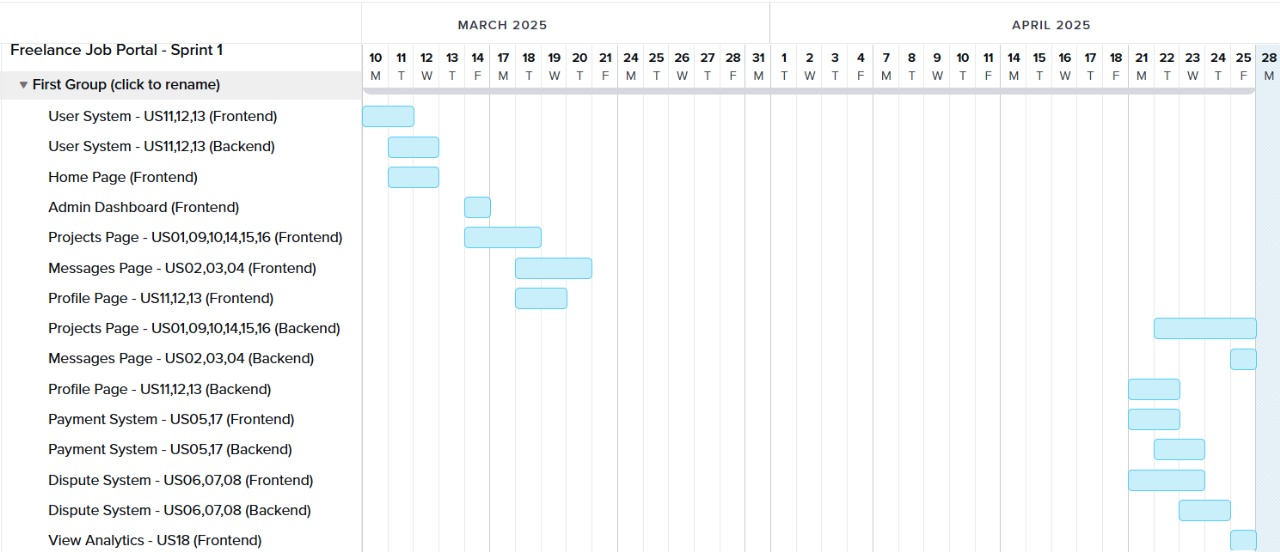 MARCH 2025 APRIL 2025
Freelance Job Portal - Sprint 1
10 11 12 13 14 17 18 19 20 21 24 25 26 27 28 31 1 2 3 4 7 8 9 10 11 14 15 16 17 18 21 22 23 24 25 28
M T W T F M T W T F M T W T F M T W T F M T W T F M T W T F M T W T F M
First Group (click to rename)
User System - US11,12,13 (Frontend)
User System - US11,12,13 (Backend)
Home Page (Frontend)
Admin Dashboard (Frontend)
Projects Page - US01,09,10,14,15,16 (Frontend)
Messages Page - US02,03,04 (Frontend)
Profile Page - US11,12,13 (Frontend)
Projects Page - US01,09,10,14,15,16 (Backend)
Messages Page - US02,03,04 (Backend)
Profile Page - US11,12,13 (Backend)
Payment System - US05,17 (Frontend)
Payment System - US05,17 (Backend)
Dispute System - US06,07,08 (Frontend)
Dispute System - US06,07,08 (Backend)
View Analytics - US18 (Frontend)